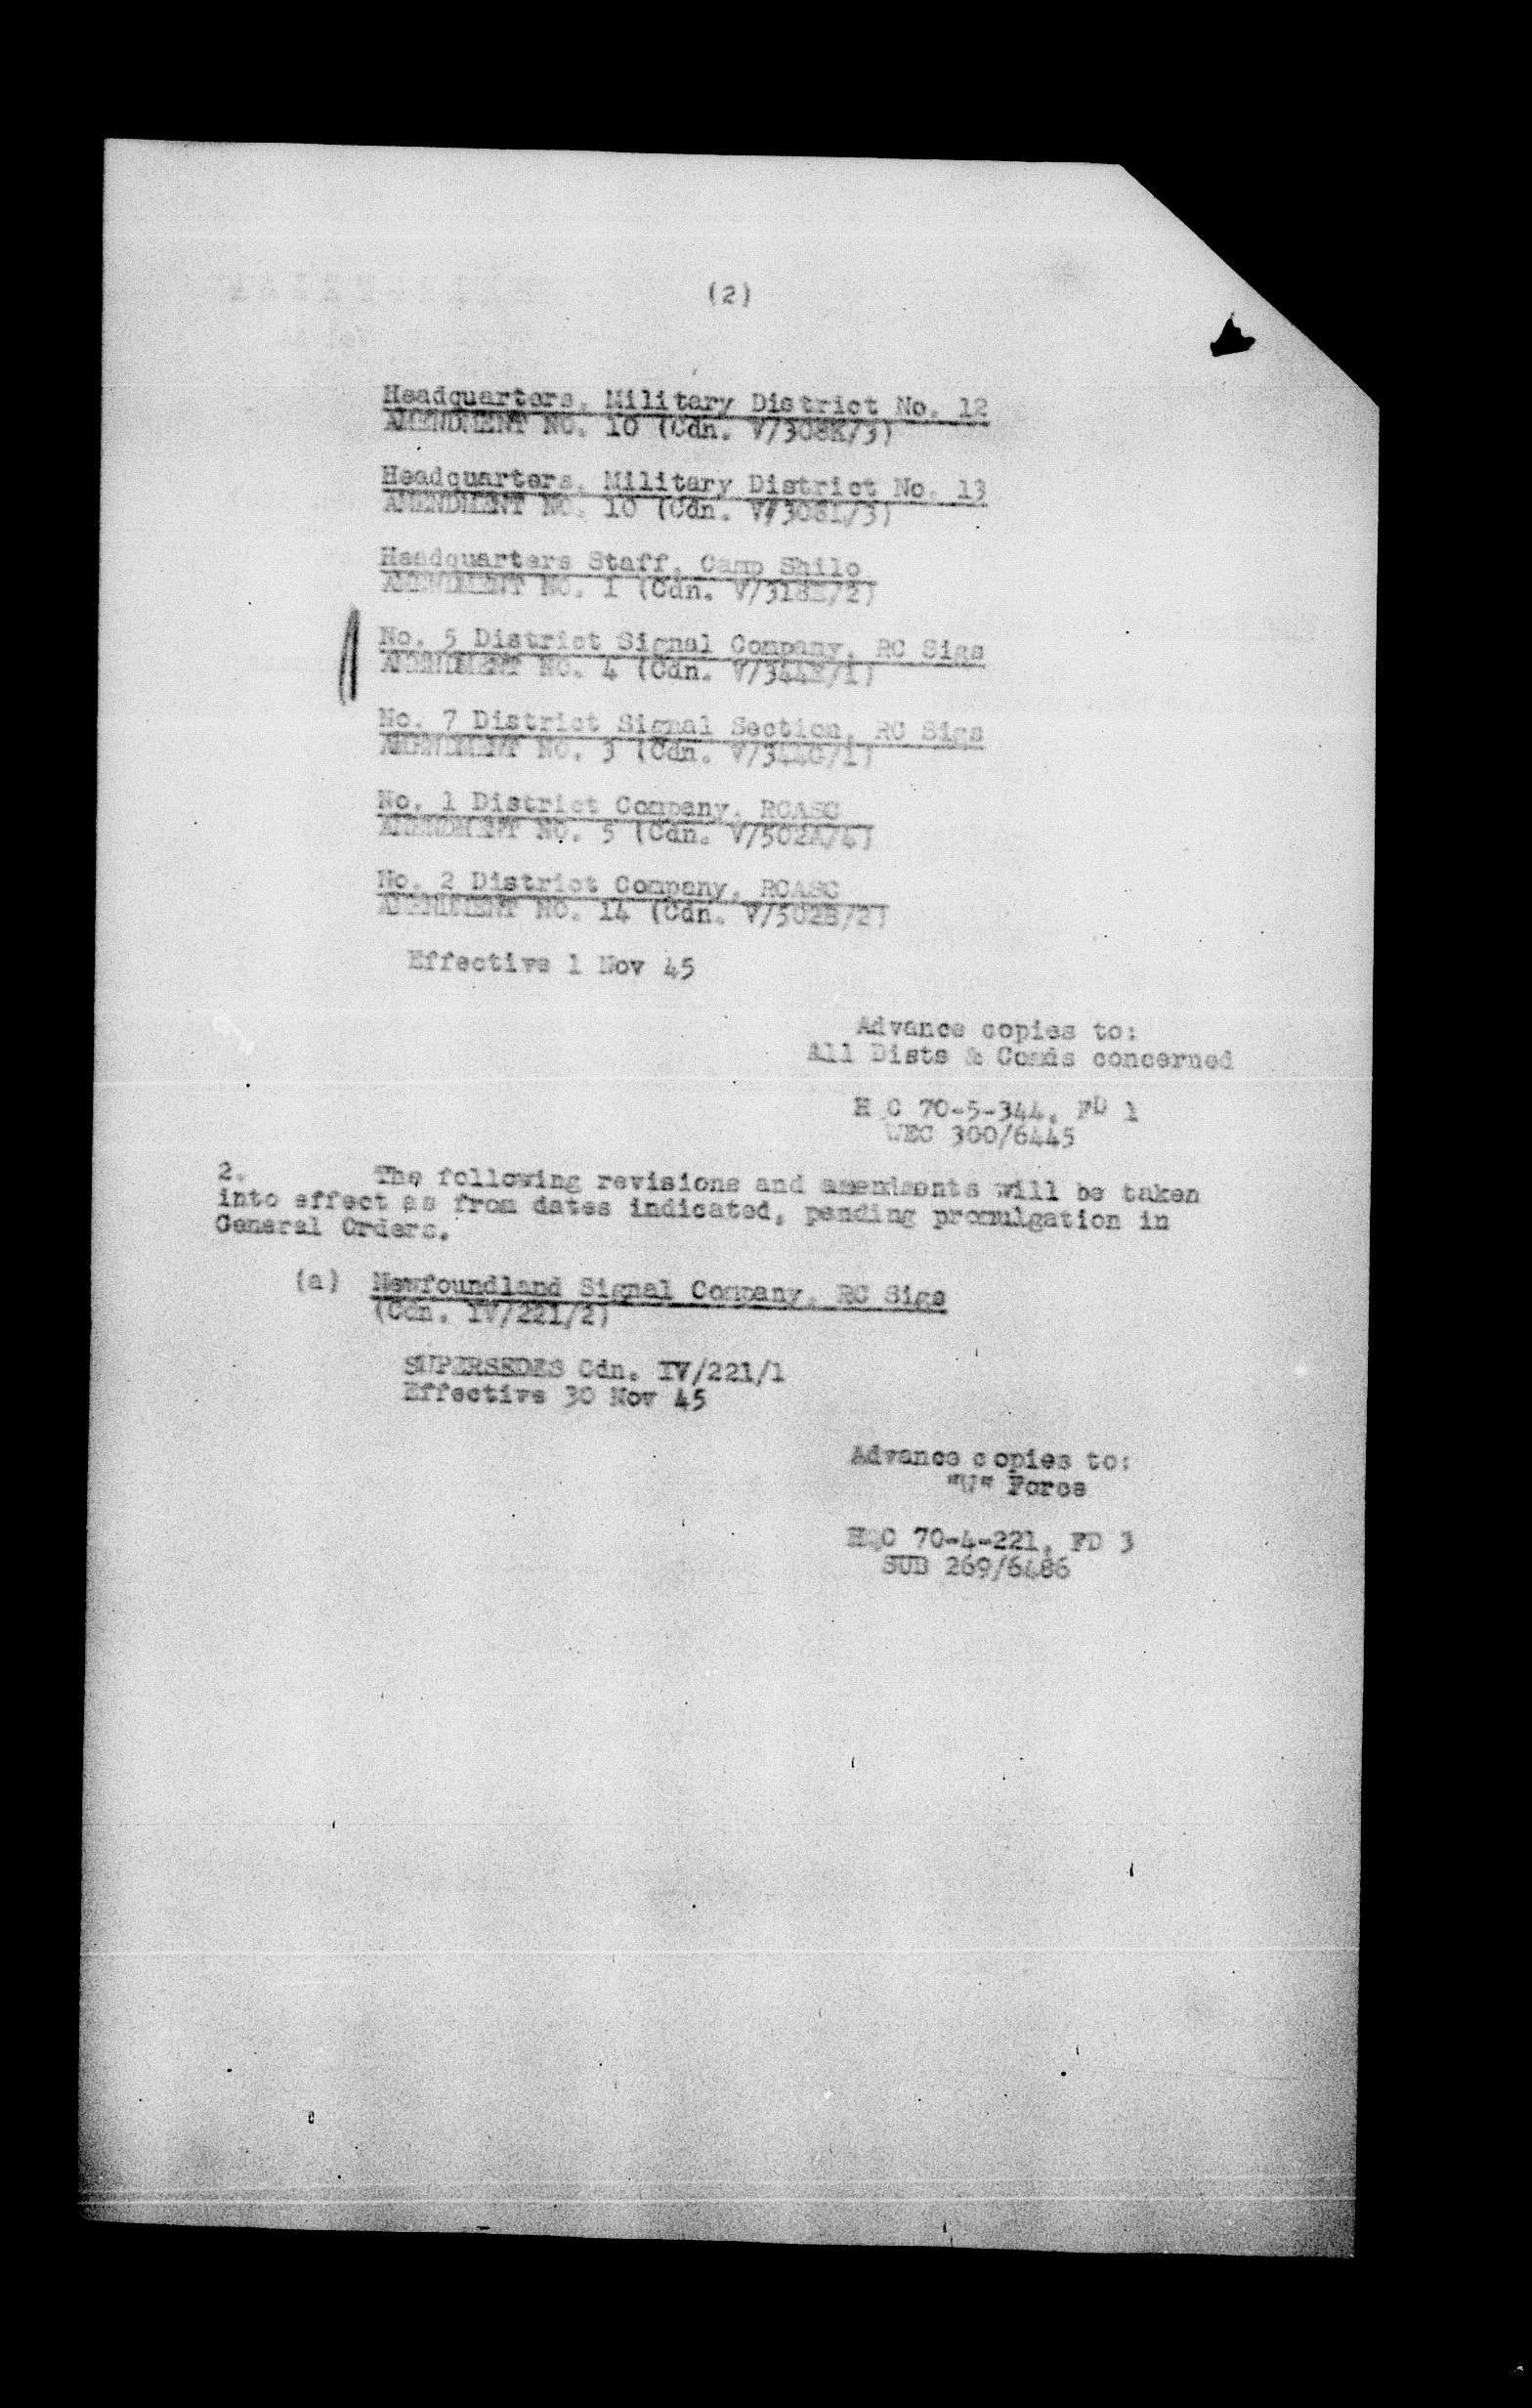 (2)
Headquarters, Military District No. 12
AMENDMENT NO. 10 (Cdn. V/308K/3)
Headquarters, Military District No. 13
AMENDMENT NO. 10 (Cdn. V/308L/3)
Headquarters Staff, Camp Shilo
AMENDMENT NO. 1 (Cdn. V/318E/2)
No. 5 District Signal Company, RC Sigs
AMENDMENT NO. 4 (Cdn. V/344E/1)
No. 7 District Signal Section, RC Sigs
AMENDMENT NO. 3 (Cdn. V/344G/1)
No. 1 District Company, RCASC
AMENDMENT NO. 5 (Cdn. V/502A/4)
No. 2 District Company, RCASC
AMENDMENT NO. 14 (Cdn. V/502B/2)
Effective 1 Nov 45
Advance copies to:
All Dists & Comds concerned
H C 70-5-344, FD 1
WEC 300/6445
2. The following revisions and amendments will be taken
into effect as from dates indicated, pending promulgation in
General Orders.
(a) Newfoundland Signal Company, RC Sigs
(Cdn. IV/221/2)
SUPERSEDES Cdn. IV/221/1
Effective 30 Nov 45
Advance copies to:
"W" Force
HQC 70-4-221, FD 3
SUD 269/6486